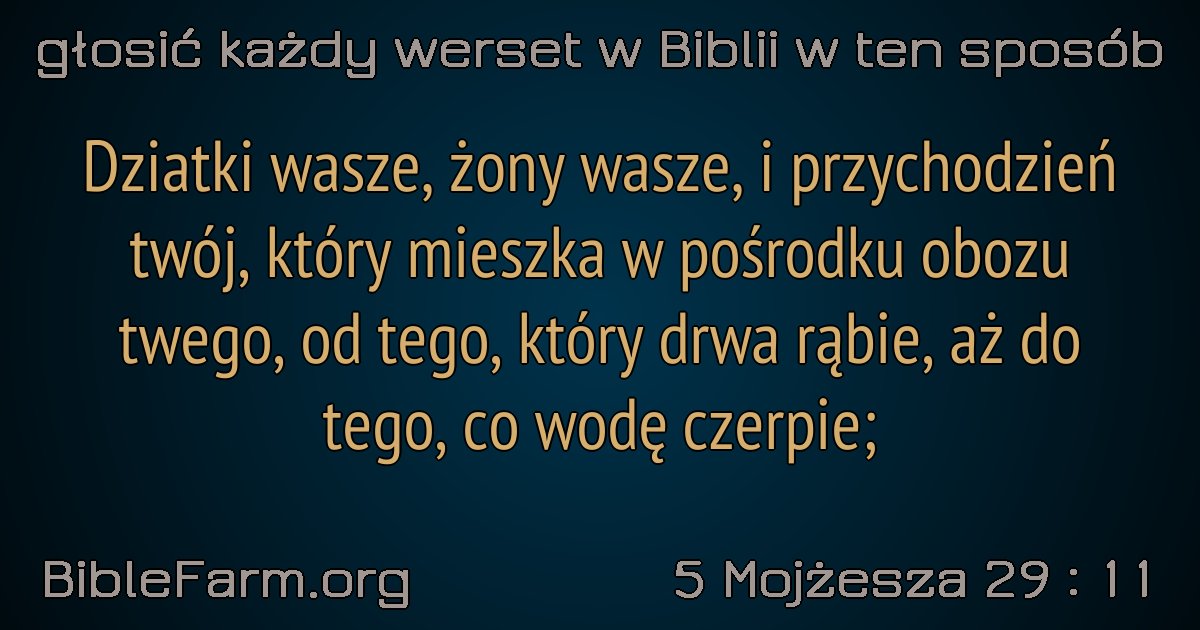 głosić każdy werset w Biblii w ten sposób
Dziatki wasze, żony wasze, i przychodzień
twój, który mieszka w pośrodku obozu
twego, od tego, który drwa rąbie, aż do
tego, co wodę czerpie;
BibleFarm.org
5 Mojżesza 29 : 11